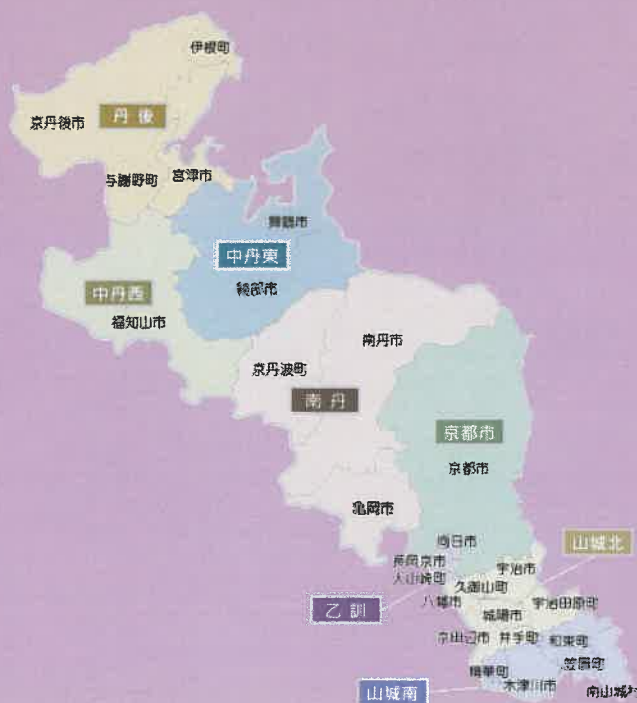 伊根町
丹後
京丹後市
宮津市
与謝野町
舞鶴市
中丹東
綾部市
中丹西
福知山市
南丹市
京丹波町
南丹
京都市
京都市
亀岡市
向日市
山城北
長岡京市
宇治市
大山崎町
久御山町
八幡市
宇治田原町
乙訓
城陽市
京田辺市
井手町
和束町
笠置町
精華町
木津川市
南山城村
山城南